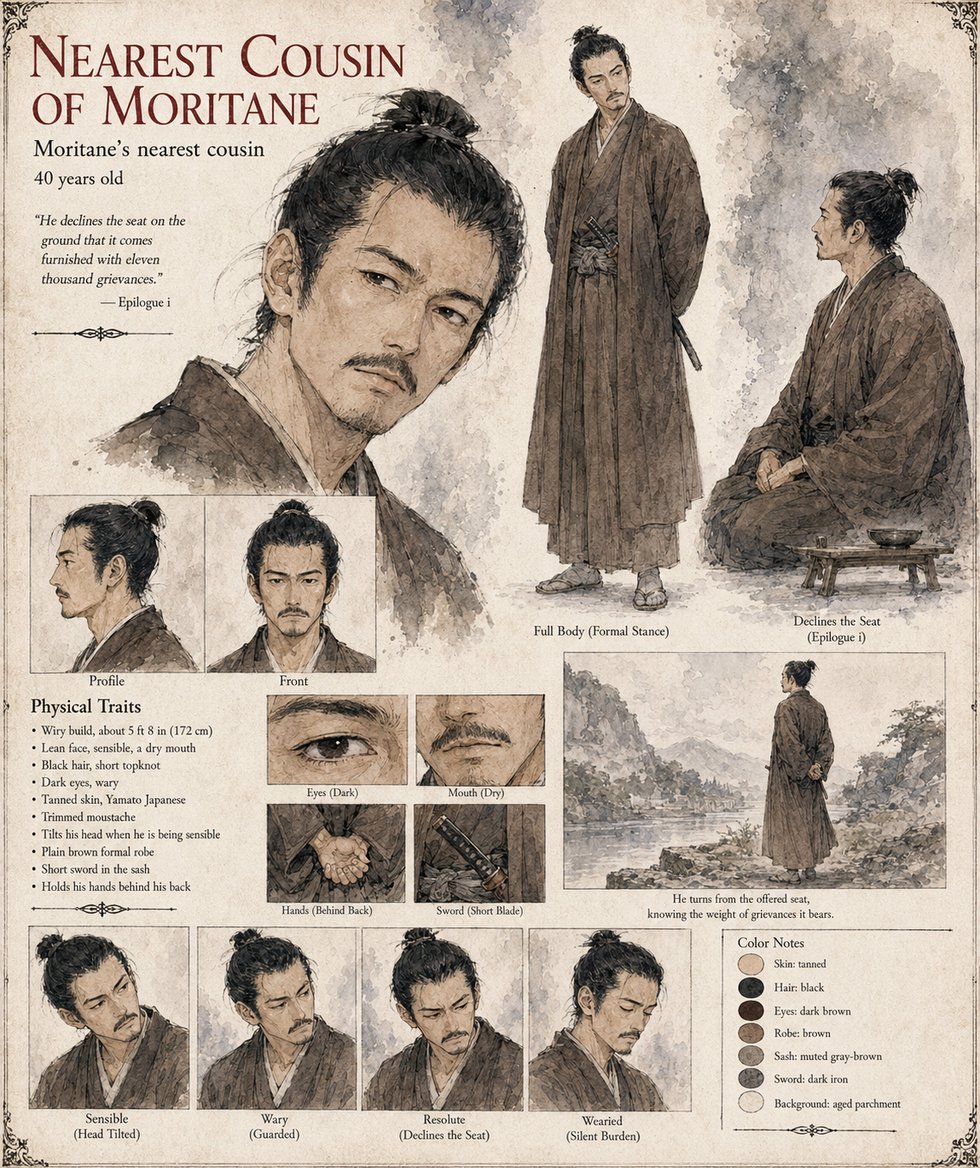 NEAREST COUSIN
OF MORITANE
Moritane's nearest cousin
40 years old
“He declines the seat on the
ground that it comes
furnished with eleven
thousand grievances.”
— Epilogue i
Full Body (Formal Stance)
Declines the Seat
(Epilogue i)
Profile
Front
Physical Traits
• Wiry build, about 5 ft 8 in (172 cm)
• Lean face, sensible, a dry mouth
• Black hair, short topknot
• Dark eyes, wary
• Tanned skin, Yamato Japanese
• Trimmed moustache
• Tilts his head when he is being sensible
• Plain brown formal robe
• Short sword in the sash
• Holds his hands behind his back
Eyes (Dark)
Mouth (Dry)
Hands (Behind Back)
Sword (Short Blade)
He turns from the offered seat,
knowing the weight of grievances it bears.
Sensible
(Head Tilted)
Wary
(Guarded)
Resolute
(Declines the Seat)
Wearied
(Silent Burden)
Color Notes
Skin: tanned
Hair: black
Eyes: dark brown
Robe: brown
Sash: muted gray-brown
Sword: dark iron
Background: aged parchment